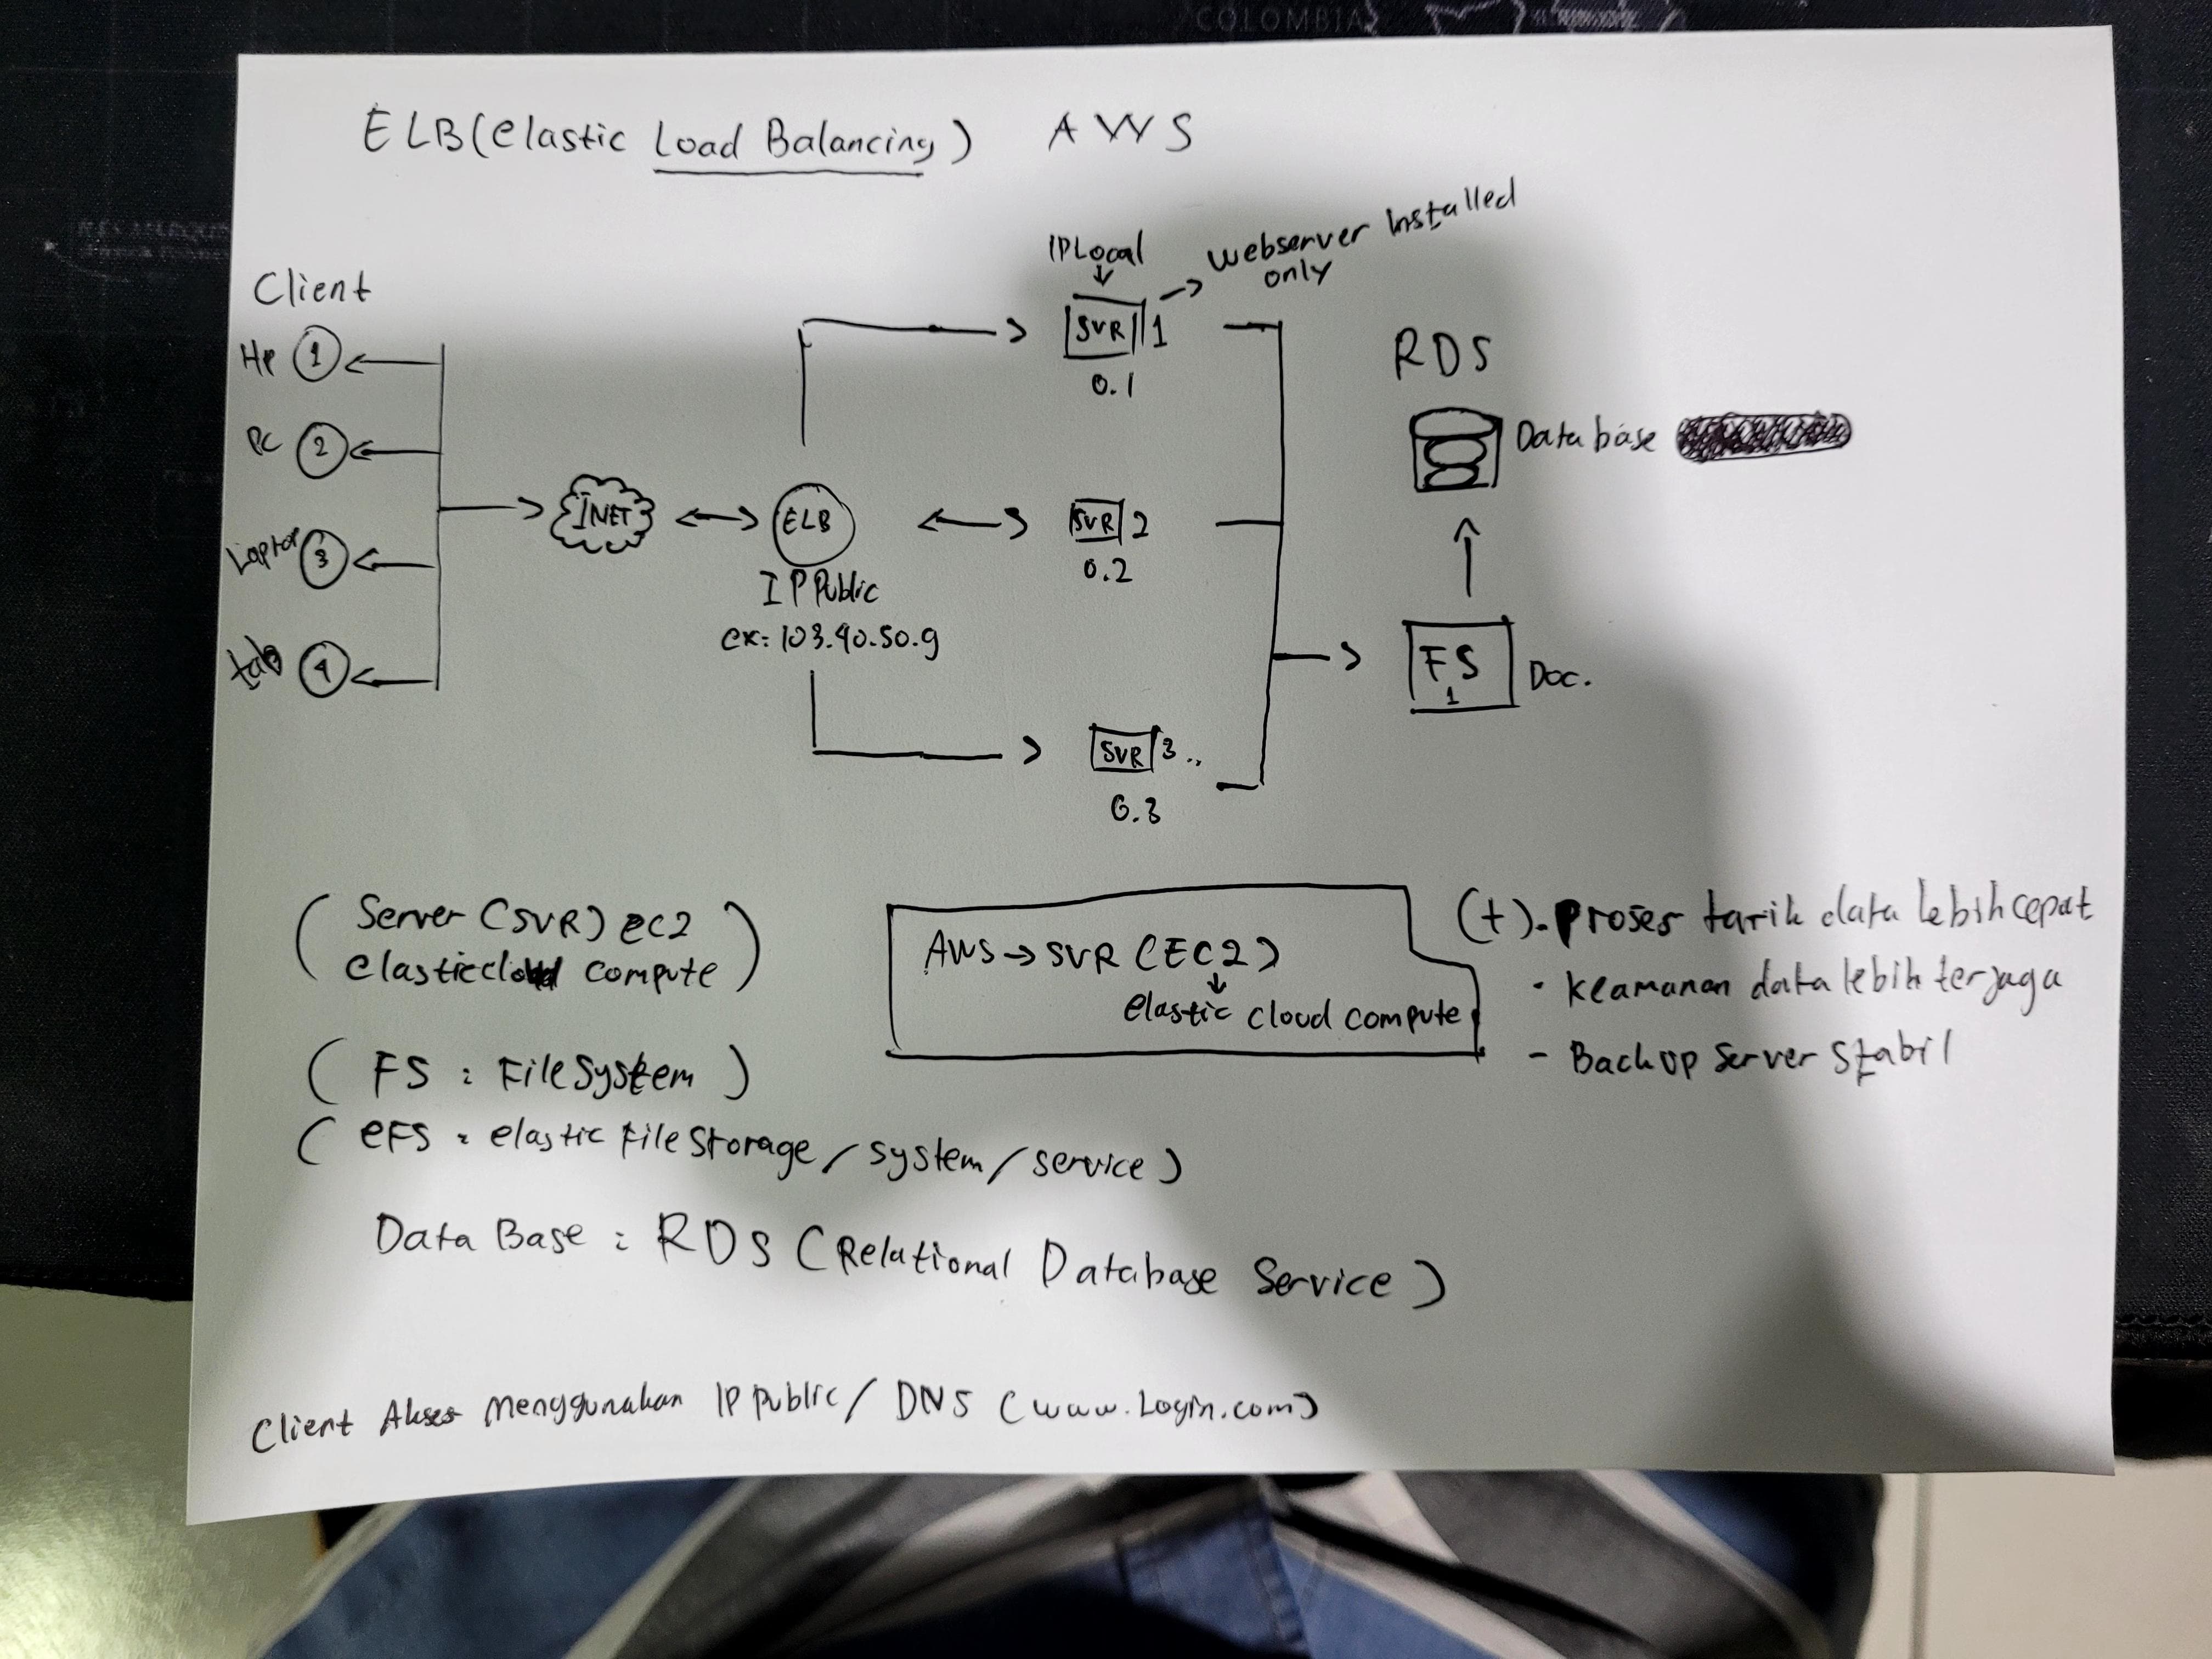 COLOMBIA
ELB(Elastic Load Balancing) AWS
Client
HP 1
PC 2
Laptop 3
tab 4
INET
ELB
IP Public
ex: 103.40.50.9
IP Local
SVR 1
0.1
Webserver Installed
only
SVR 2
0.2
SVR 3..
0.3
RDS
Database
FS
1
Doc.
(Server (SVR) EC2
elasticcloud compute)
(FS : FileSystem)
(EFS : elastic File Storage/system/service)
Data Base : RDS (Relational Database Service)
AWS → SVR (EC2)
↓
Elastic cloud compute
(+). Proses tarik data lebih cepat
· Keamanan data lebih terjaga
- Backup Server Stabil
Client Akses Menggunakan IP Public/ DNS (www.Login.com)